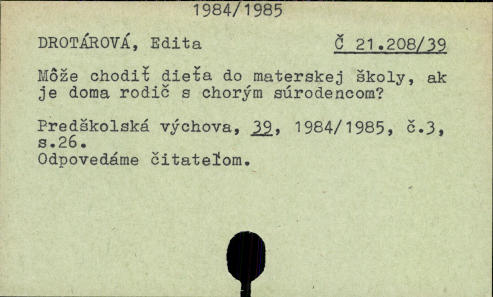 1984/1985
DROTÁROVÁ, Edita Č 21.208/39
Môže chodiť dieťa do materskej školy, ak
je doma rodič s chorým súrodencom?
Predškolská výchova, 39, 1984/1985, č.3,
s.26.
Odpovedáme čitateľom.